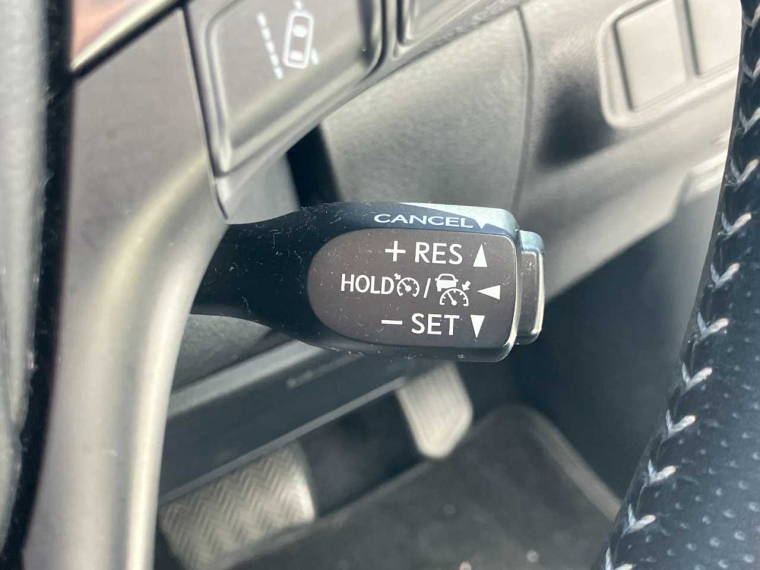 CANCEL
+ RES
HOLD /
− SET